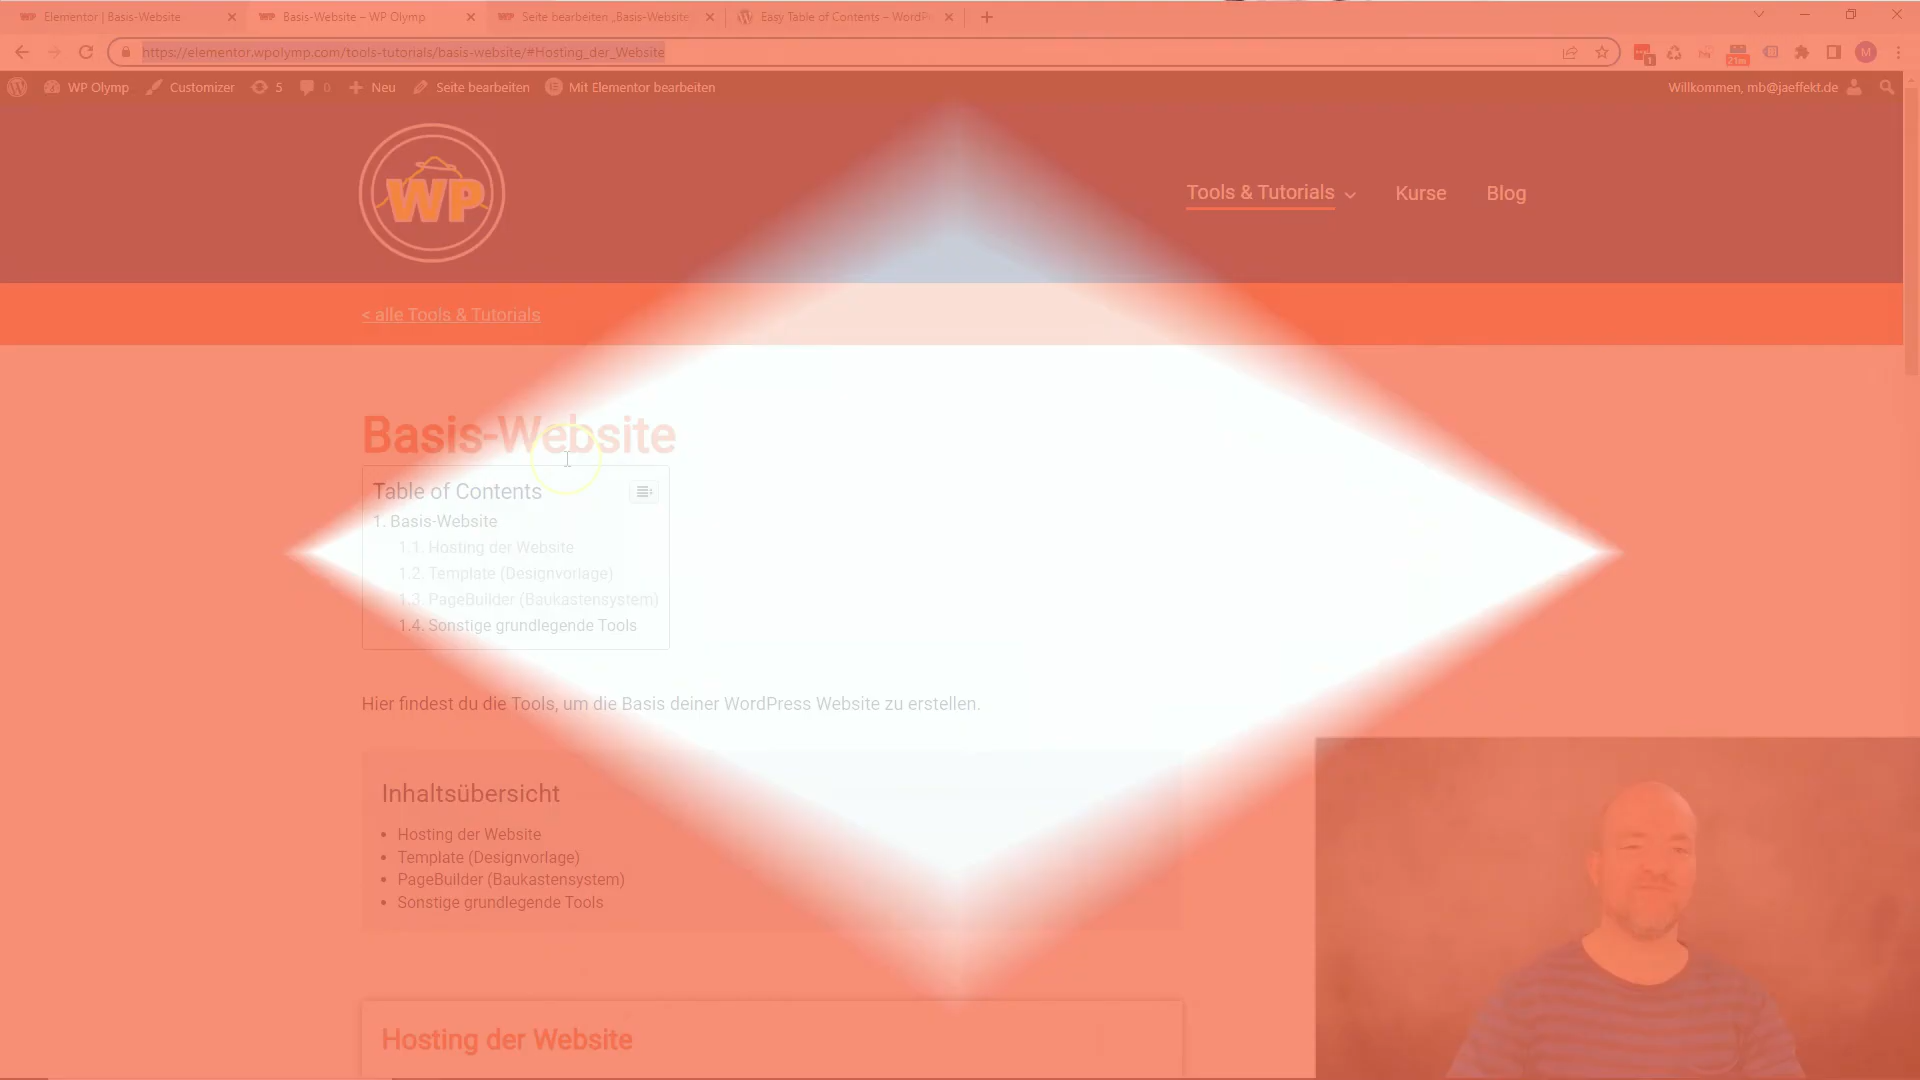 Elementor | Basis-Website
Basis-Website – WP Olymp
Seite bearbeiten „Basis-Website
Easy Table of Contents – WordP
https://elementor.wpolymp.com/tools-tutorials/basis-website/#Hosting_der_Website
1
21m
M
WP Olymp
Customizer
5
0
Neu
Seite bearbeiten
Mit Elementor bearbeiten
Willkommen, mb@jaeffekt.de
WP
Tools & Tutorials
Kurse
Blog
< alle Tools & Tutorials
Basis-Website
Table of Contents
1. Basis-Website
1.1. Hosting der Website
1.2. Template (Designvorlage)
1.3. PageBuilder (Baukastensystem)
1.4. Sonstige grundlegende Tools
Hier findest du die Tools, um die Basis deiner WordPress Website zu erstellen.
Inhaltsübersicht
• Hosting der Website
• Template (Designvorlage)
• PageBuilder (Baukastensystem)
• Sonstige grundlegende Tools
Hosting der Website